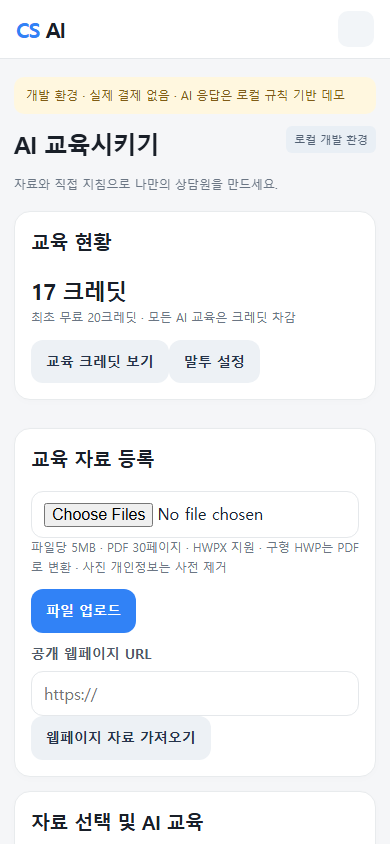 CS AI
개발 환경 · 실제 결제 없음 · AI 응답은 로컬 규칙 기반 데모
AI 교육시키기
로컬 개발 환경
자료와 직접 지침으로 나만의 상담원을 만드세요.
교육 현황
17 크레딧
최초 무료 20크레딧 · 모든 AI 교육은 크레딧 차감
교육 크레딧 보기
말투 설정
교육 자료 등록
Choose Files No file chosen
파일당 5MB · PDF 30페이지 · HWPX 지원 · 구형 HWP는 PDF
로 변환 · 사진 개인정보는 사전 제거
파일 업로드
공개 웹페이지 URL
https://
웹페이지 자료 가져오기
자료 선택 및 AI 교육